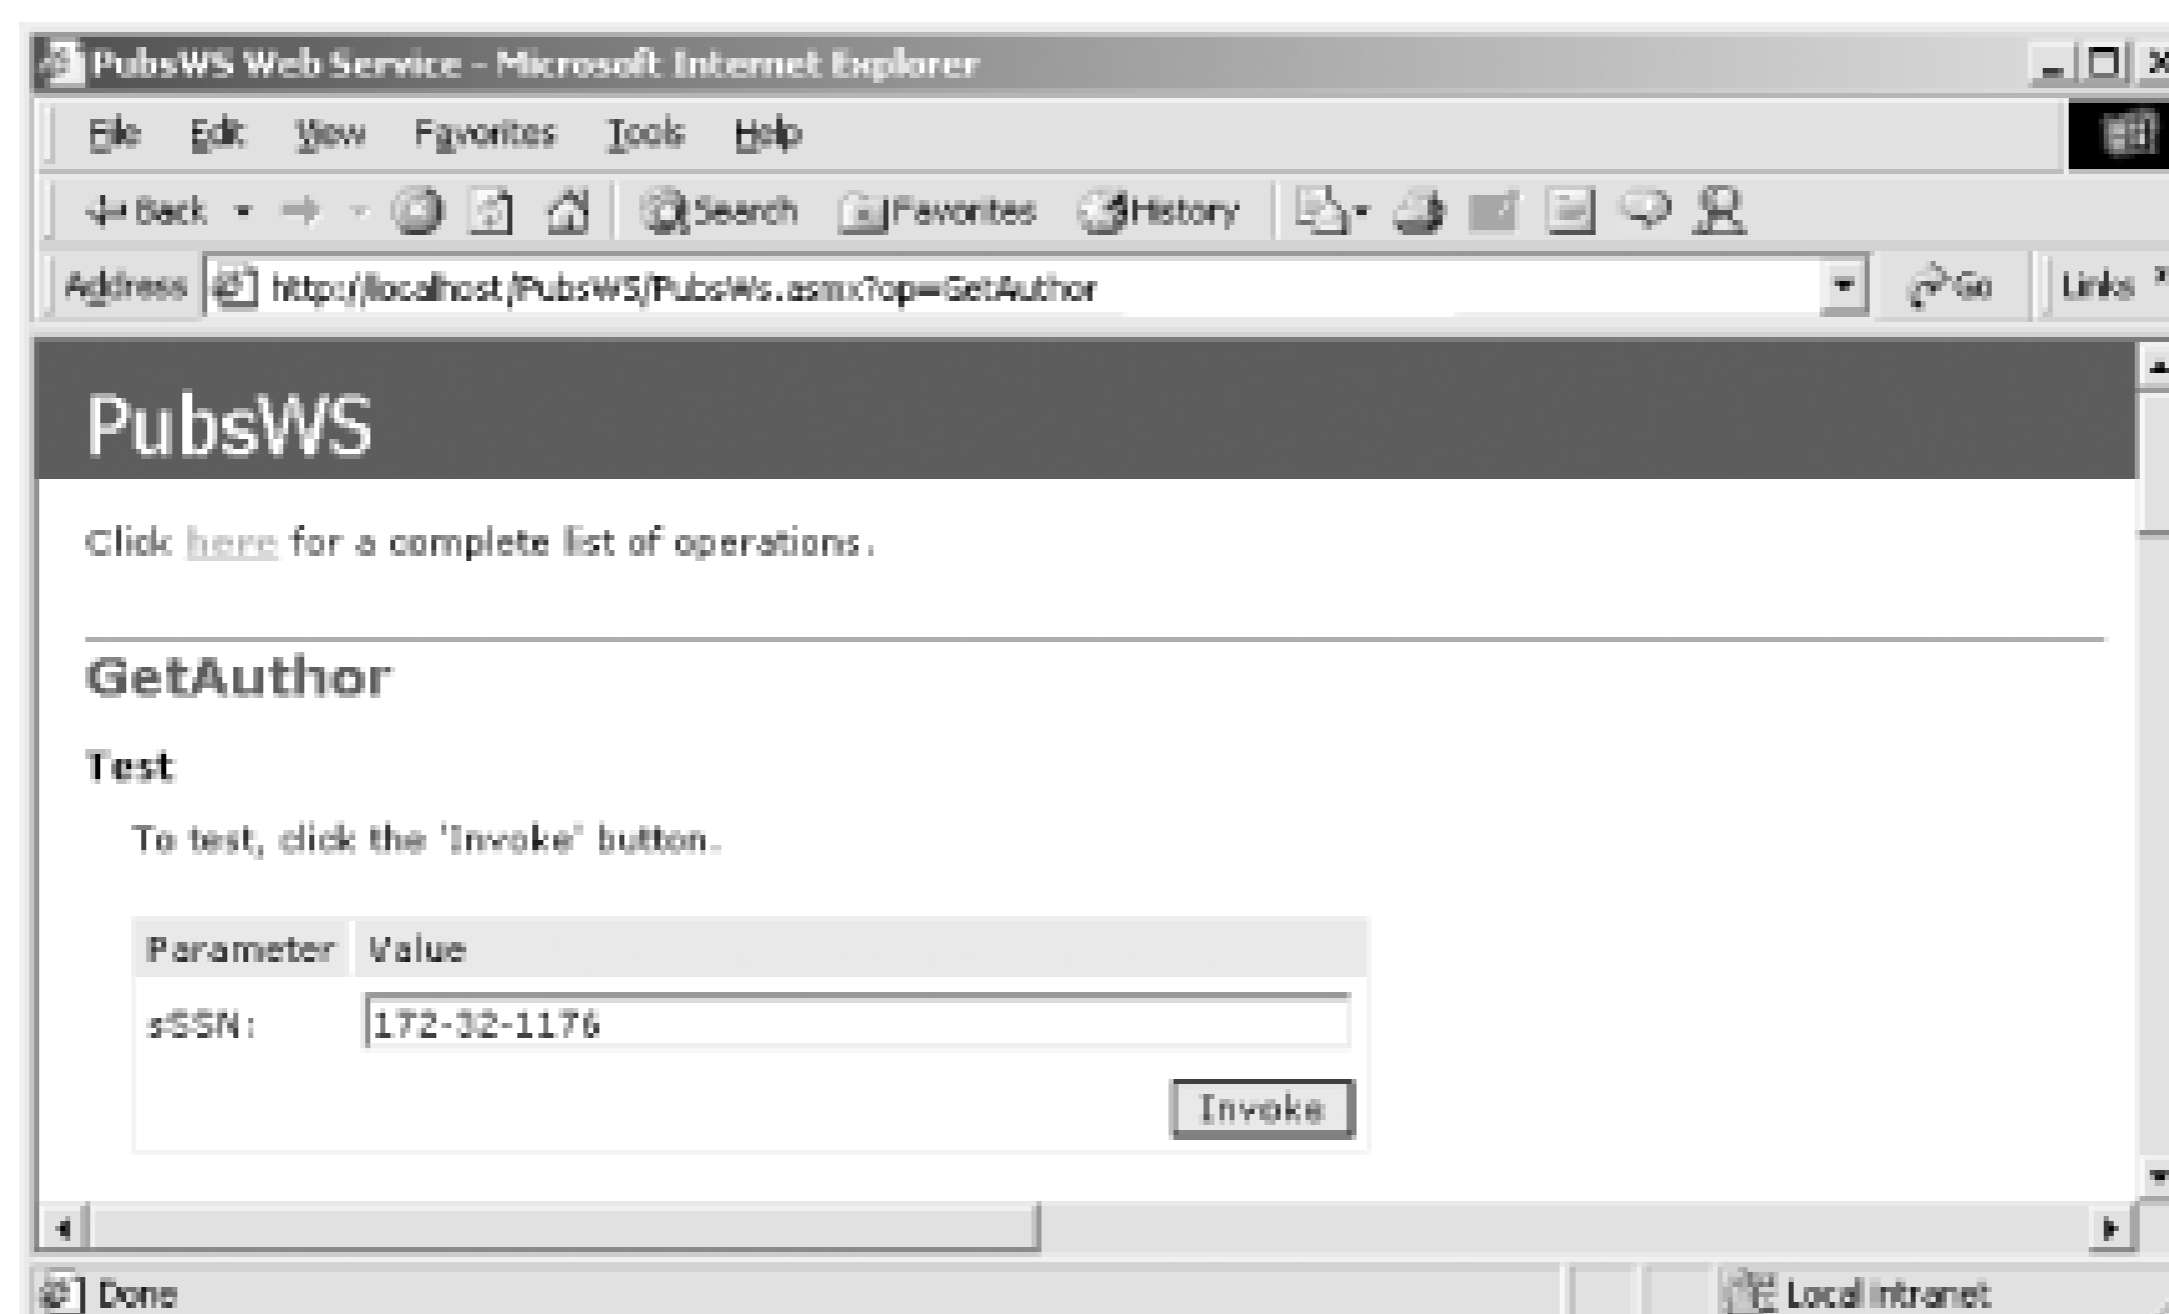 PubsWS Web Service - Microsoft Internet Explorer
File Edit View Favorites Tools Help
Back Search Favorites History
Address http://localhost/PubsWS/PubsWs.asmx?op=GetAuthor Go Links
PubsWS
Click here for a complete list of operations.
GetAuthor
Test
To test, click the 'Invoke' button.
Parameter Value
sSSN: 172-32-1176
Invoke
Done Local intranet